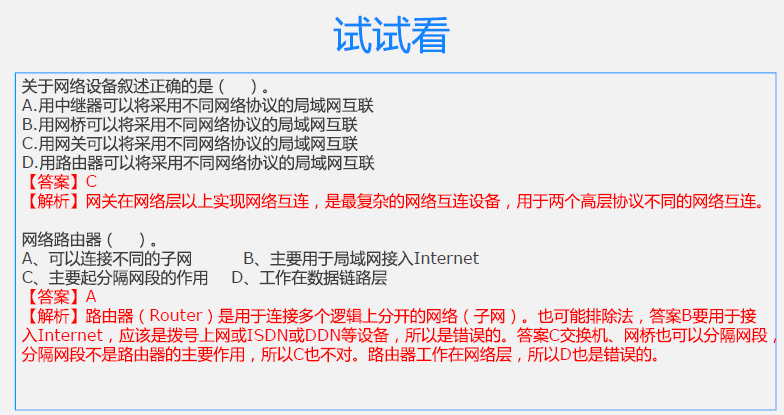 试试看
关于网络设备叙述正确的是（　）。
A.用中继器可以将采用不同网络协议的局域网互联
B.用网桥可以将采用不同网络协议的局域网互联
C.用网关可以将采用不同网络协议的局域网互联
D.用路由器可以将采用不同网络协议的局域网互联
【答案】C
【解析】网关在网络层以上实现网络互连，是最复杂的网络互连设备，用于两个高层协议不同的网络互连。
网络路由器（　）。
A、可以连接不同的子网　　　B、主要用于局域网接入Internet
C、主要起分隔网段的作用　D、工作在数据链路层
【答案】A
【解析】路由器（Router）是用于连接多个逻辑上分开的网络（子网）。也可能排除法，答案B要用于接
入Internet，应该是拨号上网或ISDN或DDN等设备，所以是错误的。答案C交换机、网桥也可以分隔网段，
分隔网段不是路由器的主要作用，所以C也不对。路由器工作在网络层，所以D也是错误的。